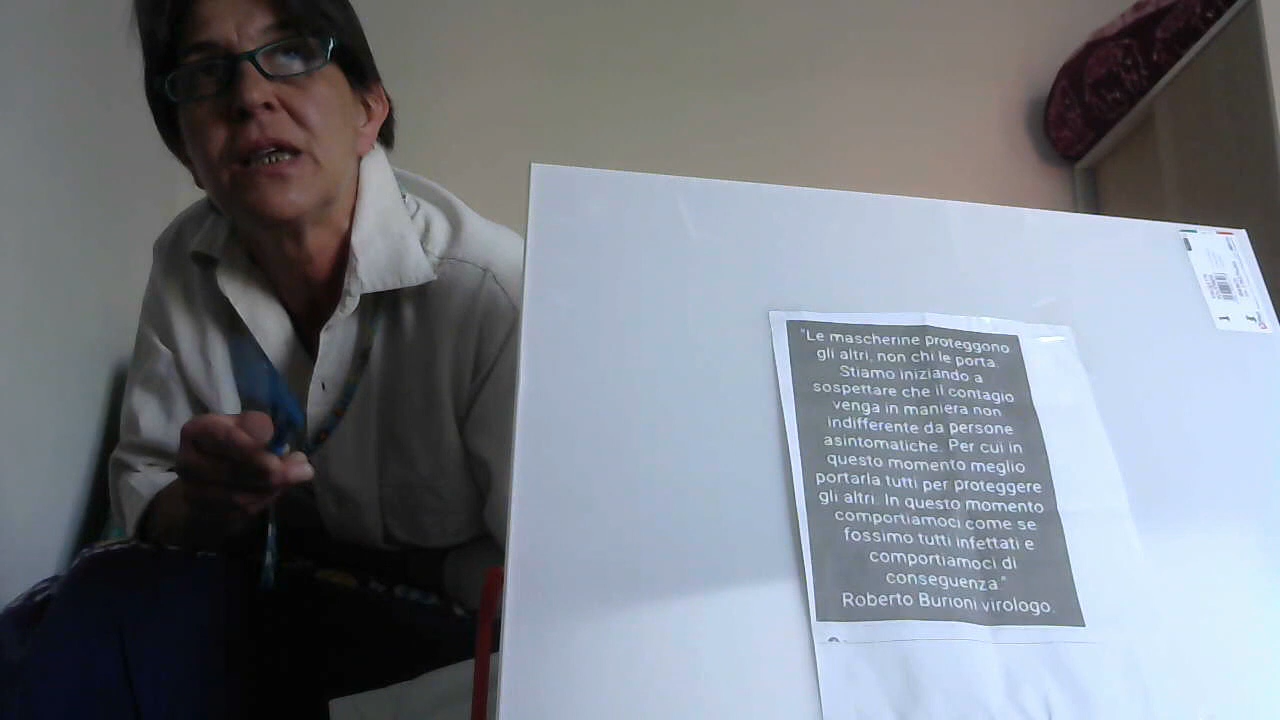 "Le mascherine proteggono
gli altri, non chi le porta.
Stiamo iniziando a
sospettare che il contagio
venga in maniera non
indifferente da persone
asintomatiche. Per cui in
questo momento meglio
portarla tutti per proteggere
gli altri. In questo momento
comportiamoci come se
fossimo tutti infettati e
comportiamoci di
conseguenza."
Roberto Burioni virologo.